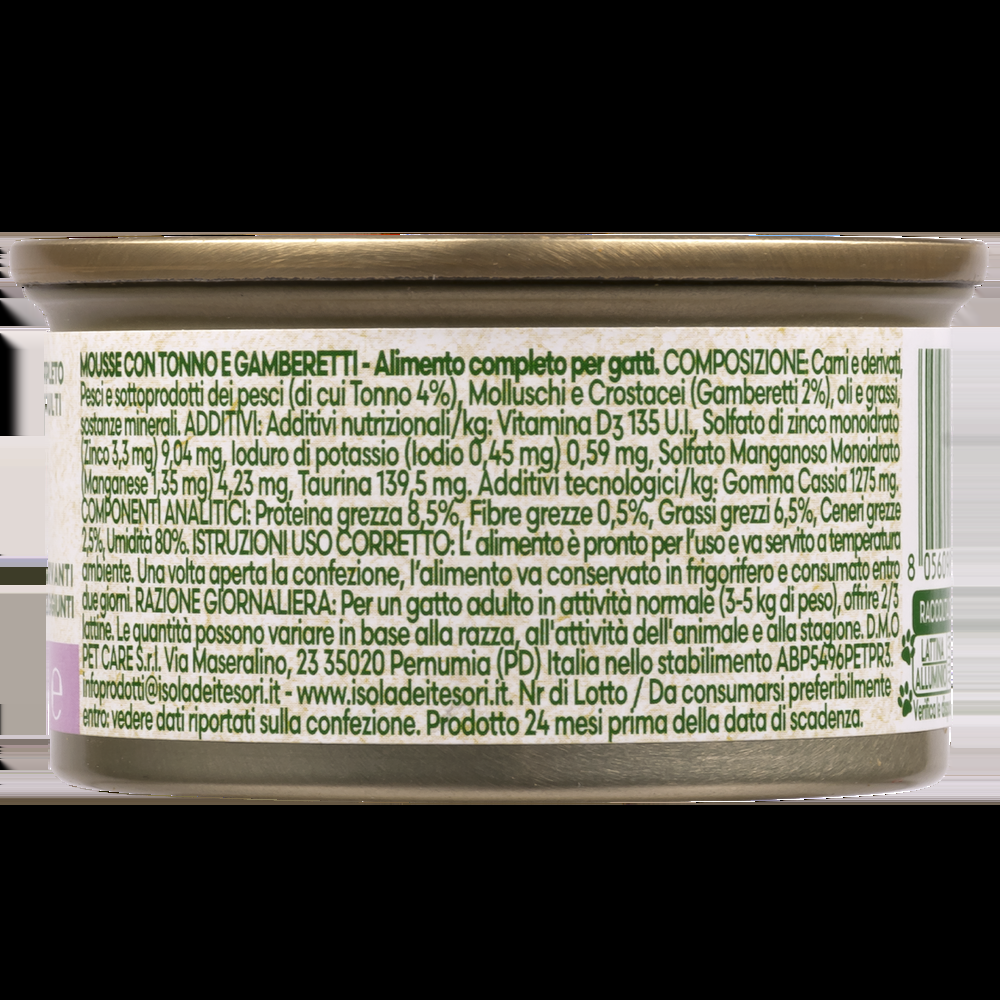 MOUSSE CON TONNO E GAMBERETTI - Alimento completo per gatti. COMPOSIZIONE: Carni e derivati,
Pesci e sottoprodotti dei pesci (di cui Tonno 4%), Molluschi e Crostacei (Gamberetti 2%), oli e grassi,
sostanze minerali. ADDITIVI: Additivi nutrizionali/kg: Vitamina D3 135 U.I., Solfato di zinco monoidrato
(Zinco 3,3 mg) 9,04 mg, Ioduro di potassio (Iodio 0,45 mg) 0,59 mg, Solfato Manganoso Monoidrato
(Manganese 1,35 mg) 4,23 mg, Taurina 139,5 mg. Additivi tecnologici/kg: Gomma Cassia 1275 mg.
COMPONENTI ANALITICI: Proteina grezza 8,5%, Fibre grezze 0,5%, Grassi grezzi 6,5%, Ceneri grezze
2,5%, Umidità 80%. ISTRUZIONI USO CORRETTO: L' alimento è pronto per l'uso e va servito a temperatura
ambiente. Una volta aperta la confezione, l'alimento va conservato in frigorifero e consumato entro
due giorni. RAZIONE GIORNALIERA: Per un gatto adulto in attività normale (3-5 kg di peso), offrire 2/3
lattine. Le quantità possono variare in base alla razza, all'attività dell'animale e alla stagione. D.M.O
PET CARE S.r.l. Via Maseralino, 23 35020 Pernumia (PD) Italia nello stabilimento ABP5496PETPR3.
Infoprodotti@isoladeitesori.it - www.isoladeitesori.it. Nr di Lotto / Da consumarsi preferibilmente
entro: vedere dati riportati sulla confezione. Prodotto 24 mesi prima della data di scadenza.
8 0560
LATTINA
Verifica e